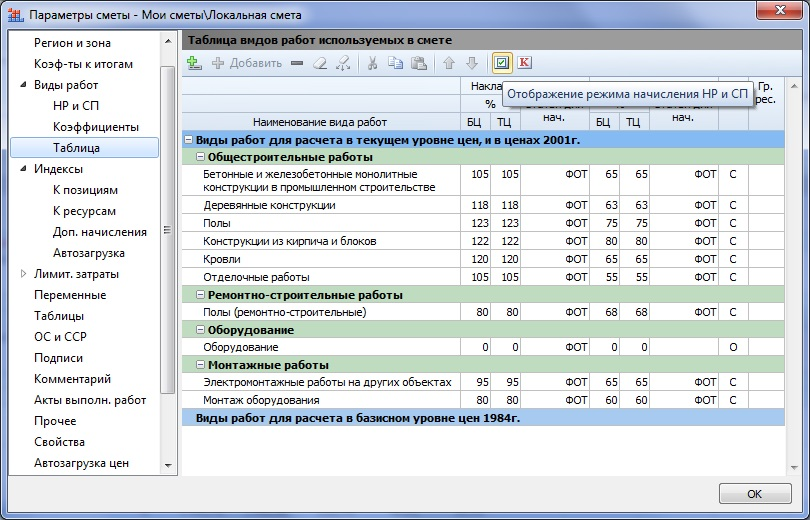 Параметры сметы - Мои сметы\Локальная смета
Регион и зона
Коэф-ты к итогам
Виды работ
НР и СП
Коэффициенты
Таблица
Индексы
К позициям
К ресурсам
Доп. начисления
Автозагрузка
Лимит. затраты
Переменные
Таблицы
ОС и ССР
Подписи
Комментарий
Акты выполн. работ
Прочее
Свойства
Автозагрузка цен
Таблица видов работ используемых в смете
Добавить К
Отображение режима начисления НР и СП
Накла Гр.
% рес.
Наименование вида работ БЦ ТЦ нач. БЦ ТЦ нач.
Виды работ для расчета в текущем уровне цен, и в ценах 2001г.
Общестроительные работы
Бетонные и железобетонные монолитные 105 105 ФОТ 65 65 ФОТ С
конструкции в промышленном строительстве
Деревянные конструкции 118 118 ФОТ 63 63 ФОТ С
Полы 123 123 ФОТ 75 75 ФОТ С
Конструкции из кирпича и блоков 122 122 ФОТ 80 80 ФОТ С
Кровли 120 120 ФОТ 65 65 ФОТ С
Отделочные работы 105 105 ФОТ 55 55 ФОТ С
Ремонтно-строительные работы
Полы (ремонтно-строительные) 80 80 ФОТ 68 68 ФОТ С
Оборудование
Оборудование 0 0 ФОТ 0 0 О
Монтажные работы
Электромонтажные работы на других объектах 95 95 ФОТ 65 65 ФОТ С
Монтаж оборудования 80 80 ФОТ 60 60 ФОТ С
Виды работ для расчета в базисном уровне цен 1984г.
OK